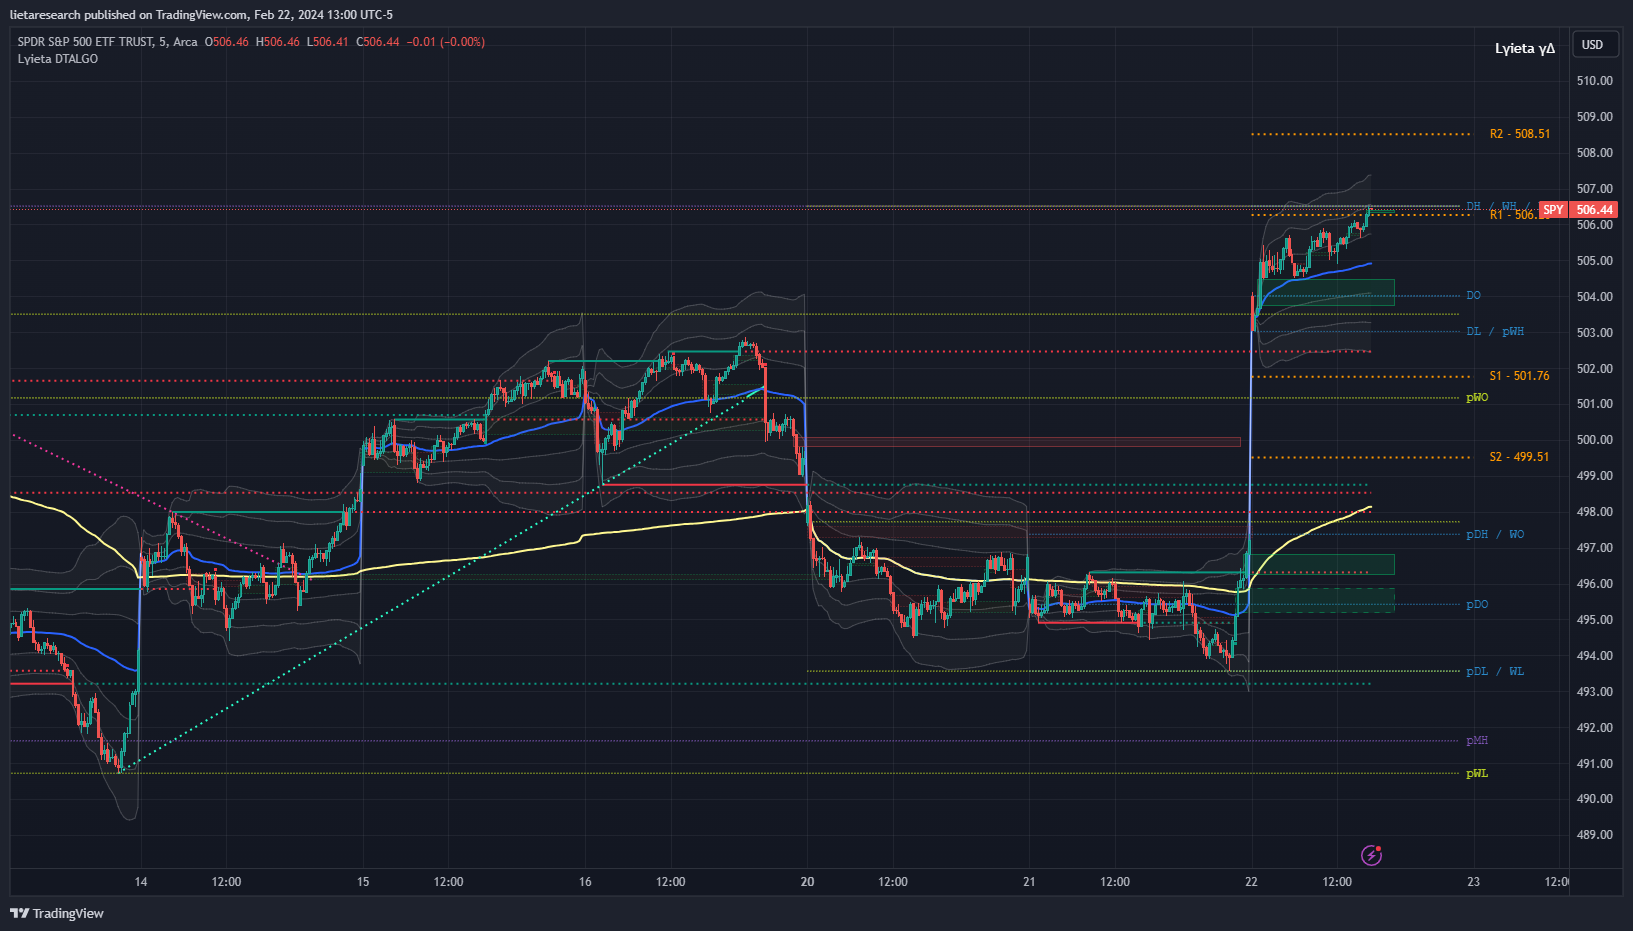 lietaresearch published on TradingView.com, Feb 22, 2024 13:00 UTC-5
SPDR S&P 500 ETF TRUST, 5, Arca O506.46 H506.46 L506.41 C506.44 −0.01 (−0.00%)
Lyieta DTALGO
Lyieta γΔ
USD
510.00
509.00
R2 - 508.51
508.00
507.00
DH / WH /
SPY 506.44
R1 - 506.
506.00
505.00
DO
504.00
DL / pWH
503.00
502.00
S1 - 501.76
pWO
501.00
500.00
S2 - 499.51
499.00
498.00
pDH / WO
497.00
496.00
pDO
495.00
494.00
pDL / WL
493.00
492.00
pMH
491.00
pWL
490.00
489.00
14 12:00 15 12:00 16 12:00 20 12:00 21 12:00 22 12:00 23 12:00
TradingView